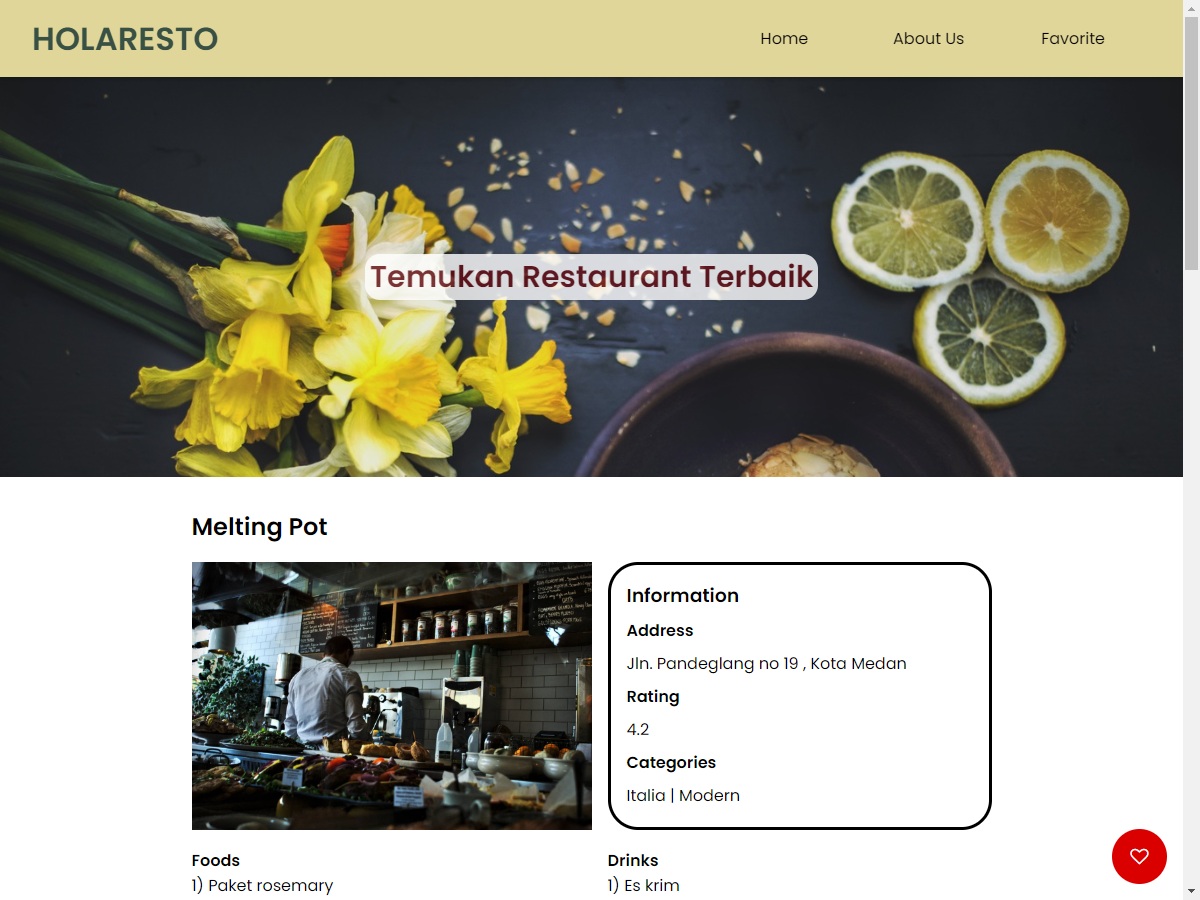 HOLARESTO
Home
About Us
Favorite
Temukan Restaurant Terbaik
Melting Pot
Information
Address
Jln. Pandeglang no 19 , Kota Medan
Rating
4.2
Categories
Italia | Modern
Foods
1) Paket rosemary
Drinks
1) Es krim